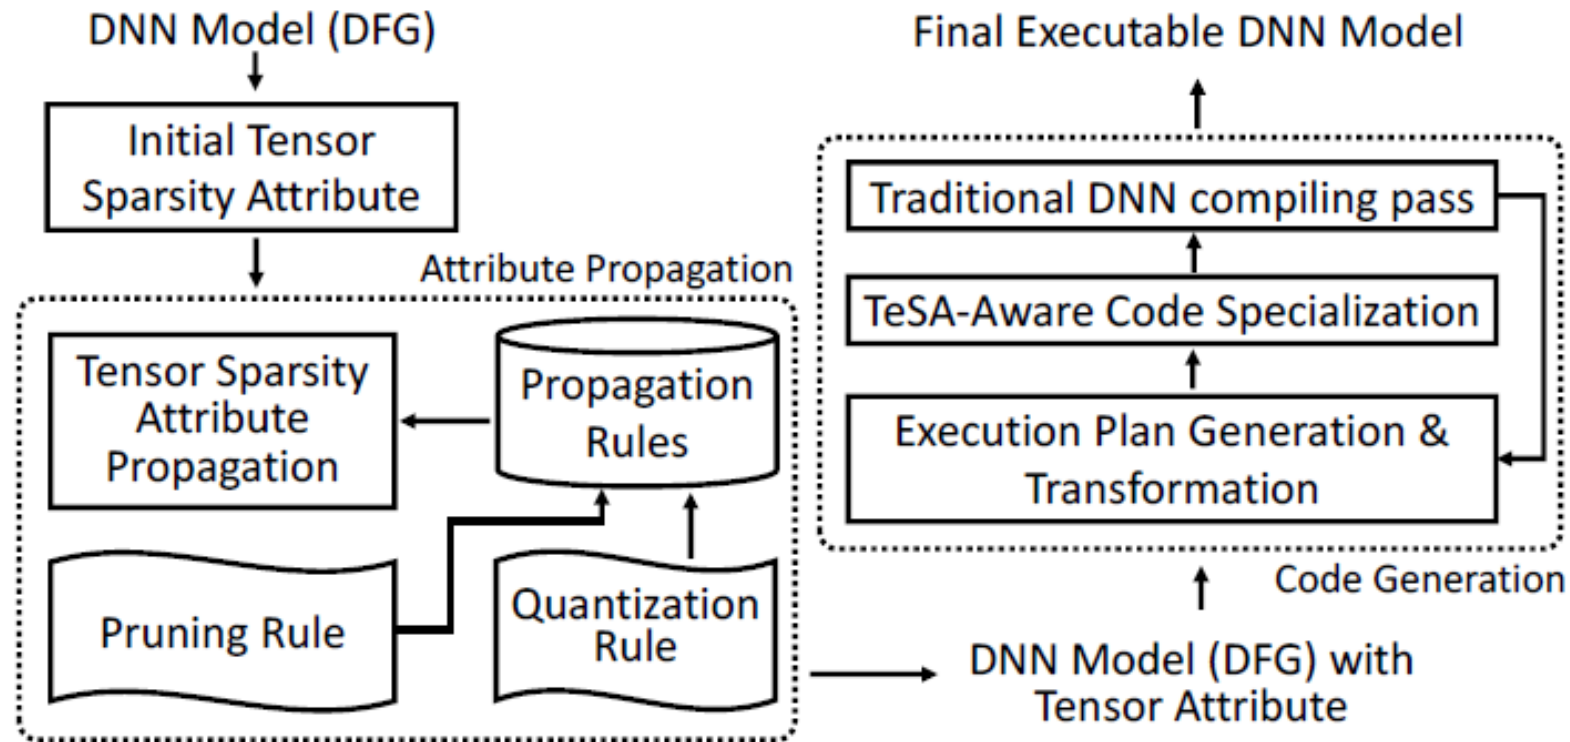 DNN Model (DFG)
Initial Tensor
Sparsity Attribute
Attribute Propagation
Tensor Sparsity
Attribute
Propagation
Propagation
Rules
Pruning Rule
Quantization
Rule
DNN Model (DFG) with
Tensor Attribute
Code Generation
Execution Plan Generation &
Transformation
TeSA-Aware Code Specialization
Traditional DNN compiling pass
Final Executable DNN Model